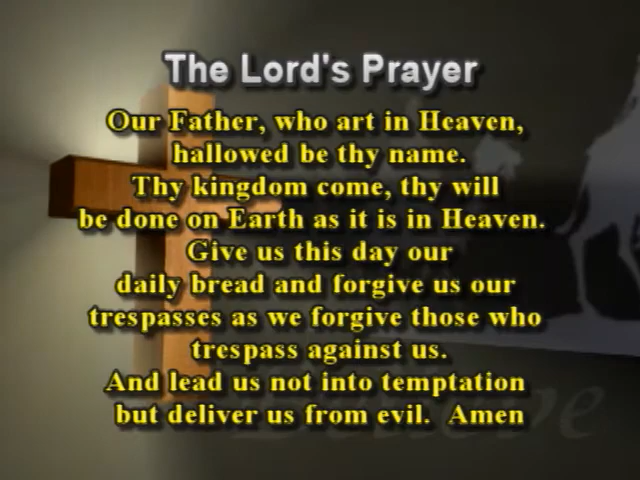 The Lord's Prayer
Our Father, who art in Heaven,
hallowed be thy name.
Thy kingdom come, thy will
be done on Earth as it is in Heaven.
Give us this day our
daily bread and forgive us our
trespasses as we forgive those who
trespass against us.
And lead us not into temptation
but deliver us from evil.  Amen
Believe